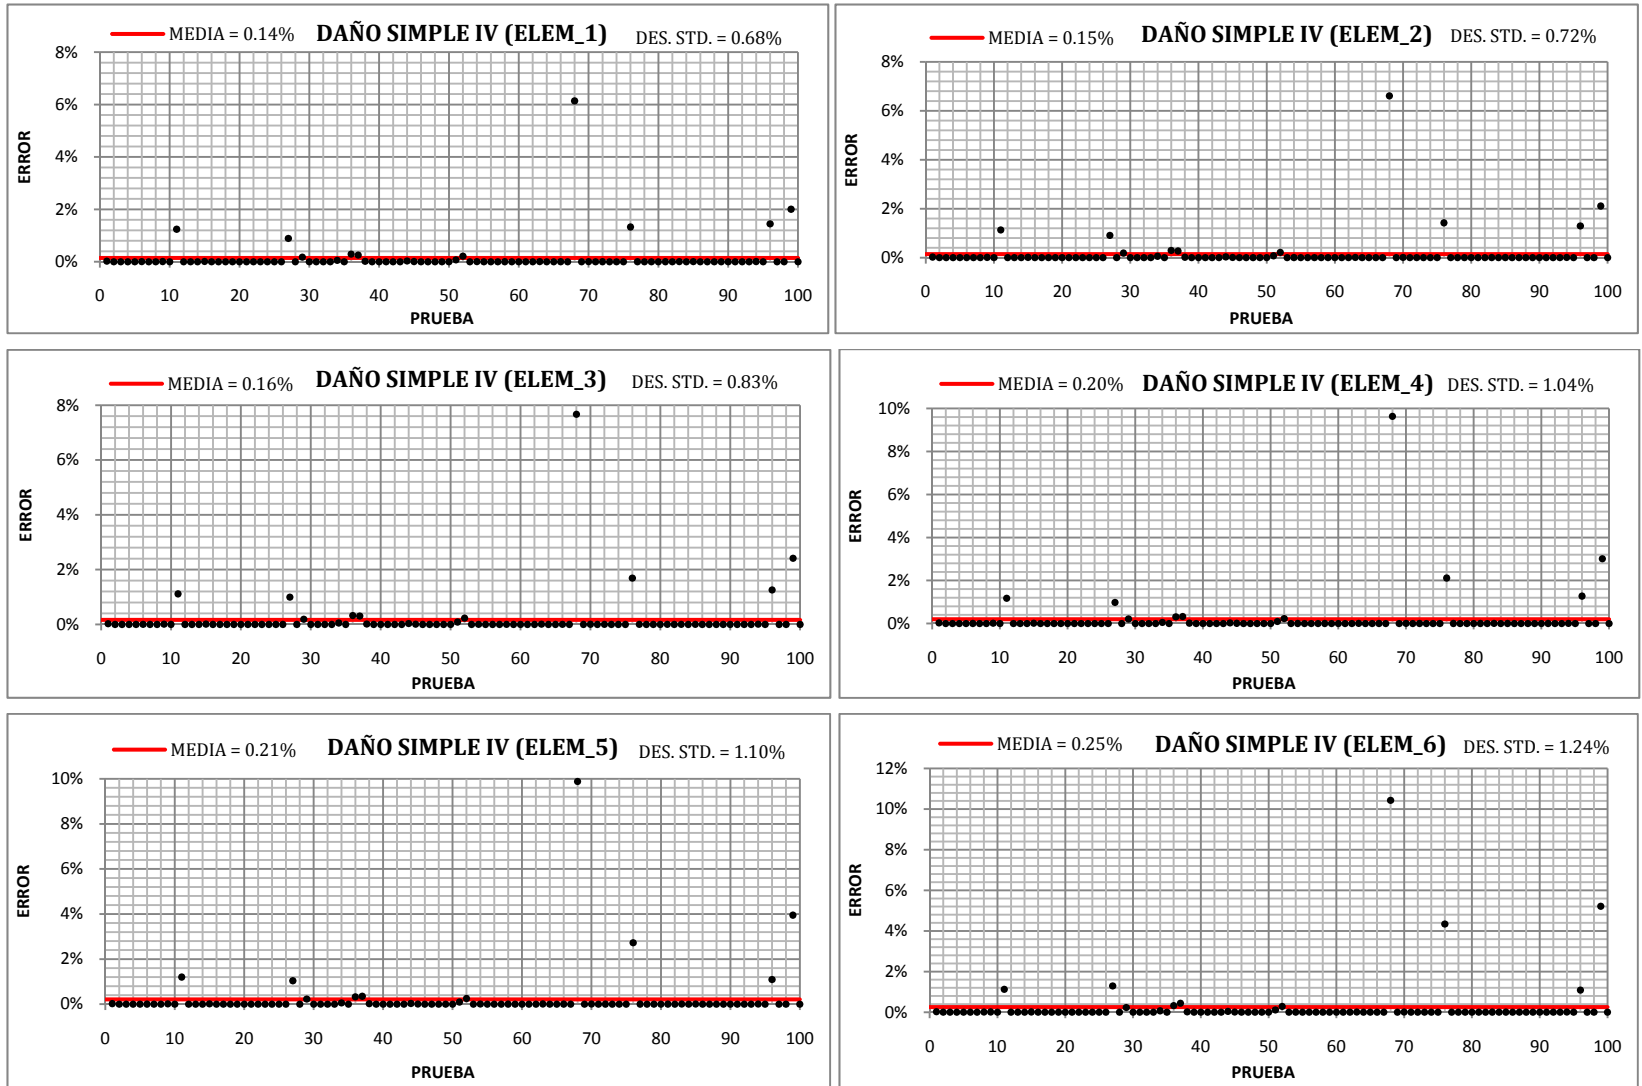 MEDIA = 0.14% DAÑO SIMPLE IV (ELEM_1) DES. STD. = 0.68%
8%
6%
4%
2%
0%
ERROR
0 10 20 30 40 50 60 70 80 90 100
PRUEBA
MEDIA = 0.15% DAÑO SIMPLE IV (ELEM_2) DES. STD. = 0.72%
8%
6%
4%
2%
0%
ERROR
0 10 20 30 40 50 60 70 80 90 100
PRUEBA
MEDIA = 0.16% DAÑO SIMPLE IV (ELEM_3) DES. STD. = 0.83%
8%
6%
4%
2%
0%
ERROR
0 10 20 30 40 50 60 70 80 90 100
PRUEBA
MEDIA = 0.20% DAÑO SIMPLE IV (ELEM_4) DES. STD. = 1.04%
10%
8%
6%
4%
2%
0%
ERROR
0 10 20 30 40 50 60 70 80 90 100
PRUEBA
MEDIA = 0.21% DAÑO SIMPLE IV (ELEM_5) DES. STD. = 1.10%
10%
8%
6%
4%
2%
0%
ERROR
0 10 20 30 40 50 60 70 80 90 100
PRUEBA
MEDIA = 0.25% DAÑO SIMPLE IV (ELEM_6) DES. STD. = 1.24%
12%
10%
8%
6%
4%
2%
0%
ERROR
0 10 20 30 40 50 60 70 80 90 100
PRUEBA